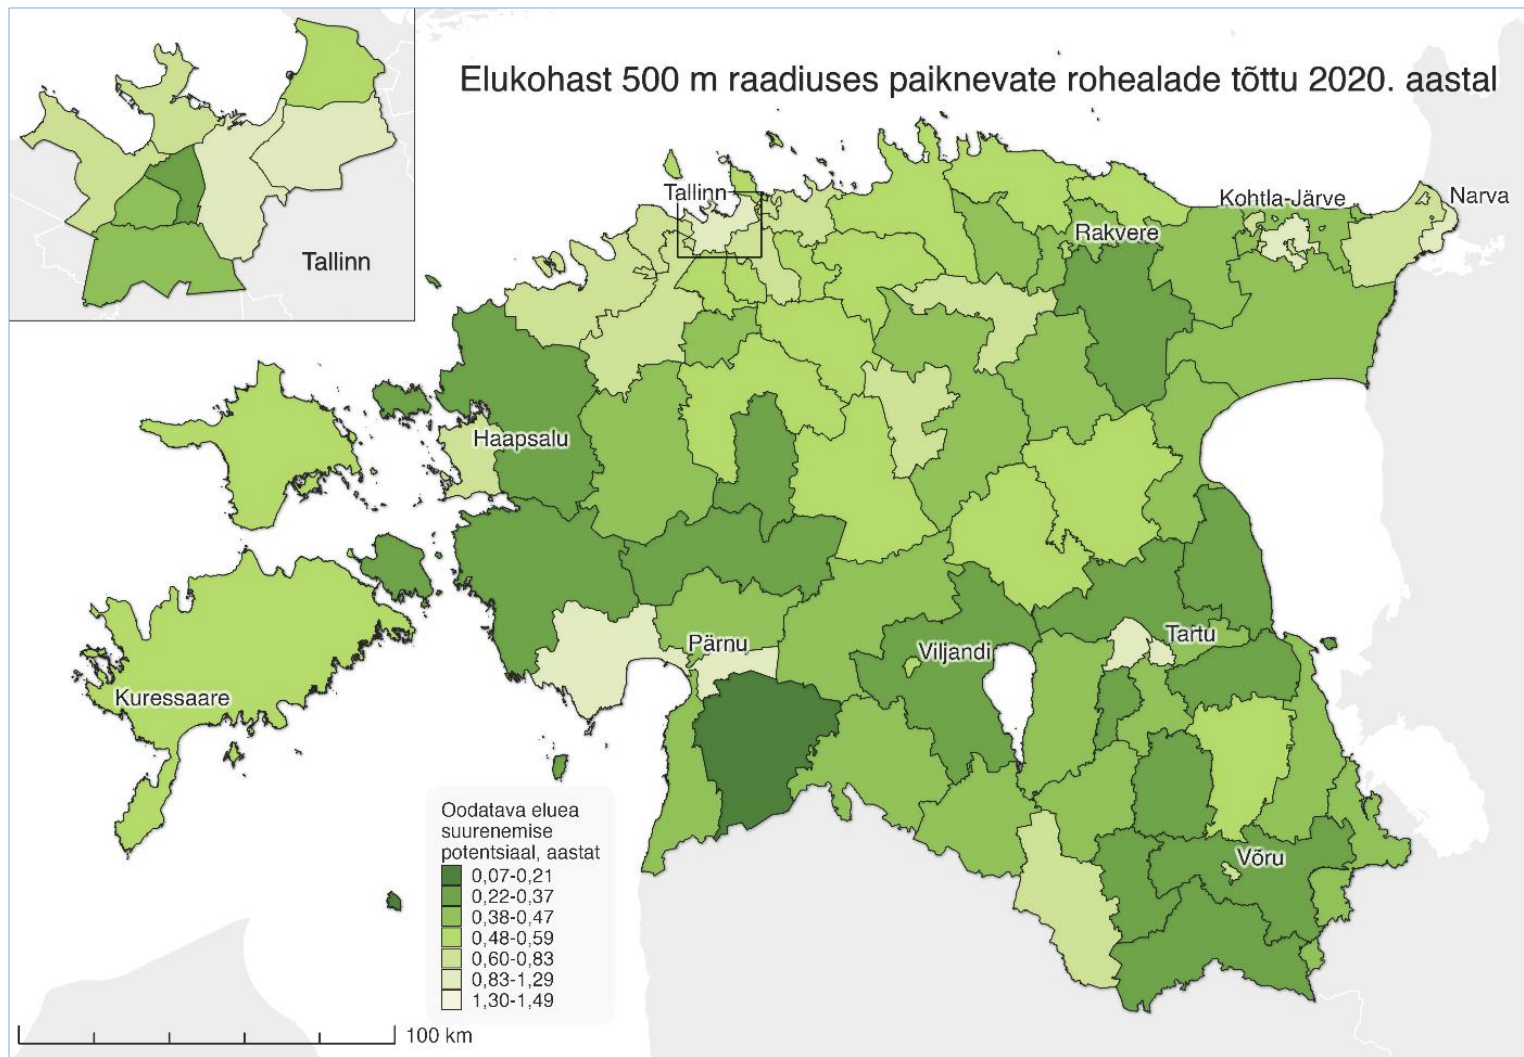 Elukohast 500 m raadiuses paiknevate rohealade tõttu 2020. aastal
Tallinn
Tallinn
Kohtla-Järve
Narva
Rakvere
Haapsalu
Pärnu
Viljandi
Tartu
Kuressaare
Võru
Oodatava eluea
suurenemise
potentsiaal, aastat
0,07-0,21
0,22-0,37
0,38-0,47
0,48-0,59
0,60-0,83
0,83-1,29
1,30-1,49
100 km